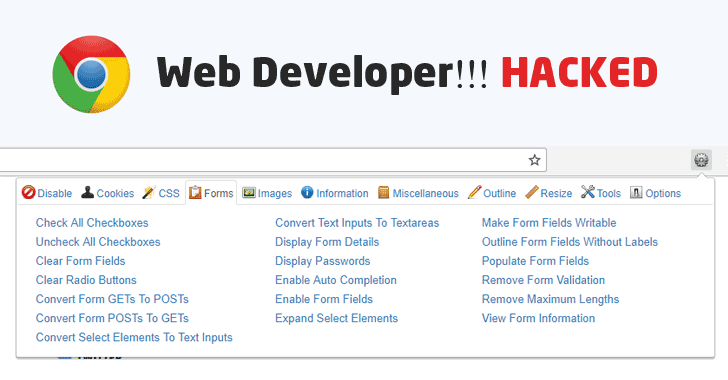 Web Developer!!! HACKED
Disable Cookies CSS Forms Images Information Miscellaneous Outline Resize Tools Options
Check All Checkboxes
Uncheck All Checkboxes
Clear Form Fields
Clear Radio Buttons
Convert Form GETs To POSTs
Convert Form POSTs To GETs
Convert Select Elements To Text Inputs
Convert Text Inputs To Textareas
Display Form Details
Display Passwords
Enable Auto Completion
Enable Form Fields
Expand Select Elements
Make Form Fields Writable
Outline Form Fields Without Labels
Populate Form Fields
Remove Form Validation
Remove Maximum Lengths
View Form Information